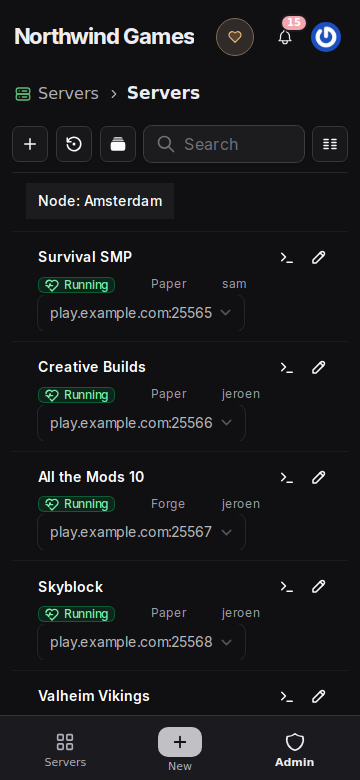 Northwind Games
15
Servers > Servers
Search
Node: Amsterdam
Survival SMP
Running Paper sam
play.example.com:25565
Creative Builds
Running Paper jeroen
play.example.com:25566
All the Mods 10
Running Forge jeroen
play.example.com:25567
Skyblock
Running Paper jeroen
play.example.com:25568
Valheim Vikings
Servers New Admin